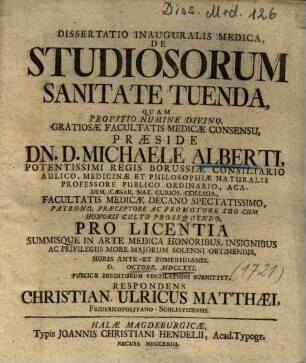 Diss. Med. 126
DISSERTATIO INAUGURALIS MEDICA,
DE
STUDIOSORUM
SANITATE TUENDA,
QUAM
PROPITIO NUMINE DIVINO,
GRATIOSÆ FACULTATIS MEDICÆ CONSENSU,
PRÆSIDE
DN. D. MICHAELE ALBERTI,
POTENTISSIMI REGIS BORUSSIÆ CONSILIARIO
AULICO, MEDICINÆ ET PHILOSOPHIÆ NATURALIS
PROFESSORE PUBLICO ORDINARIO, ACA-
DEM. CÆSAR. NAT. CURIOS. COLLEGA,
FACULTATIS MEDICÆ DECANO SPECTATISSIMO,
PATRONO, PRÆCEPTORE AC PROMOTORE SUO CUM
HONORIS CULTU PROSEQUENDO,
PRO LICENTIA
SUMMISQUE IN ARTE MEDICA HONORIBUS, INSIGNIBUS
AC PRIVILEGIIS MORE MAJORUM SOLENNI OBTINENDIS,
HORIS ANTE-ET POMERIDIANIS.
D. OCTOBR. MDCCXXI.
(1721)
PUBLICÆ ERUDITORUM VENTILATIONI SUBMITTET,
RESPONDENS
CHRISTIAN. ULRICUS MATTHÆI,
FRIDERICOPOLITANO-SCHLESVICENSIS.
HALÆ MAGDEBURGICÆ,
Typis JOANNIS CHRISTIANI HENDELII, Acad. Typogr.